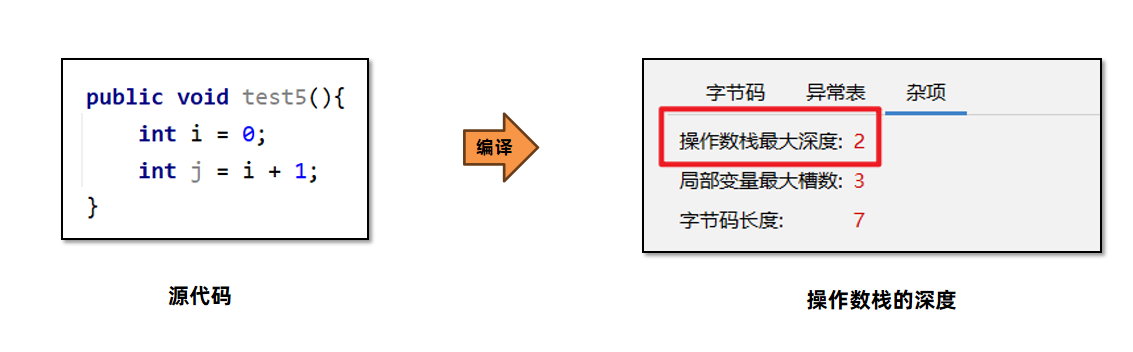 public void test5(){
int i = 0;
int j = i + 1;
}
源代码
编译
字节码 异常表 杂项
操作数栈最大深度: 2
局部变量最大槽数: 3
字节码长度: 7
操作数栈的深度